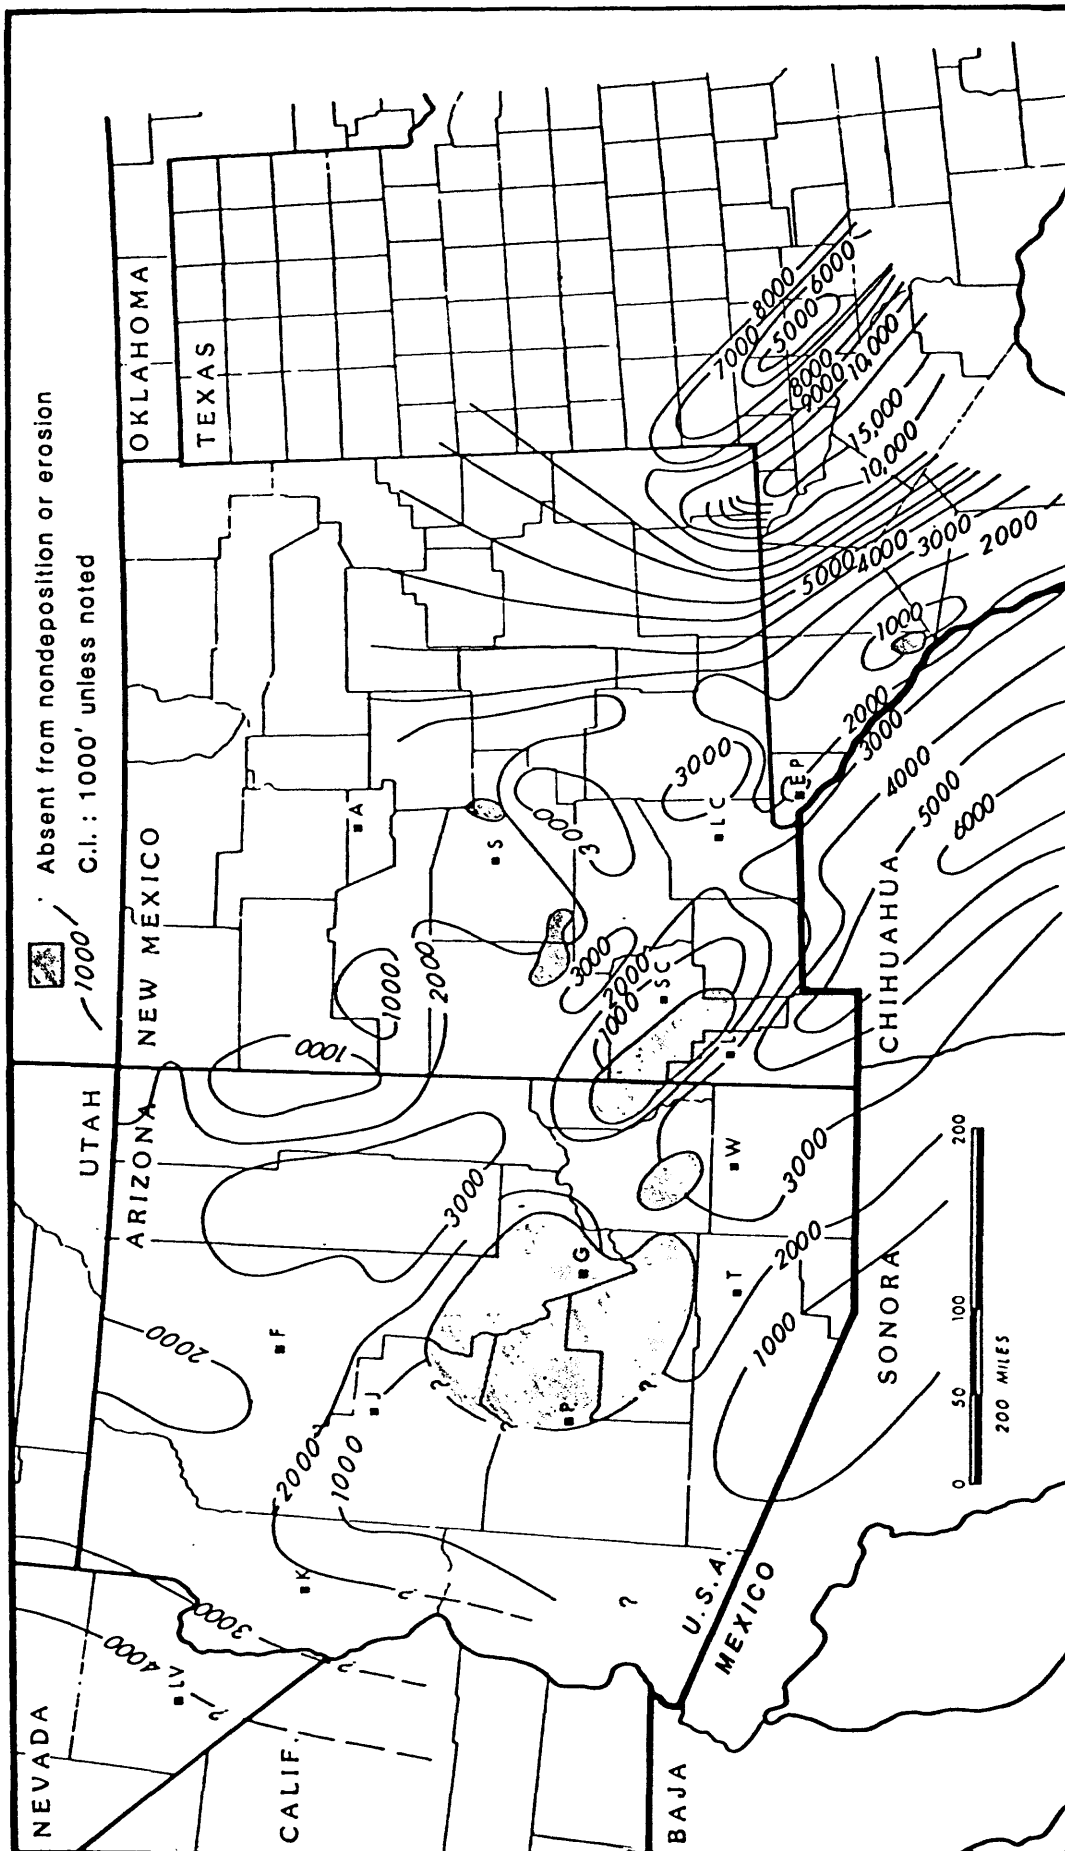 Absent from nondeposition or erosion
1000'
C.I. : 1000' unless noted
NEVADA
UTAH
OKLAHOMA
ARIZONA
NEW MEXICO
TEXAS
CALIF.
BAJA
U.S.A.
MEXICO
SONORA
CHIHUAHUA
LV
K
F
J
P
G
T
W
L
SC
S
A
LC
EP
4000
3000
?
?
2000
2000
1000
?
?
?
?
?
?
3000
1000
1000
2000
3000
2000
1000
3000
3000
3000
2000
1000
2000
3000
4000
5000
6000
1000
2000
3000
4000
5000
10,000
15,000
10,000
9000
8000
7000
8000
6000
5000
0
50
100
200
200 MILES